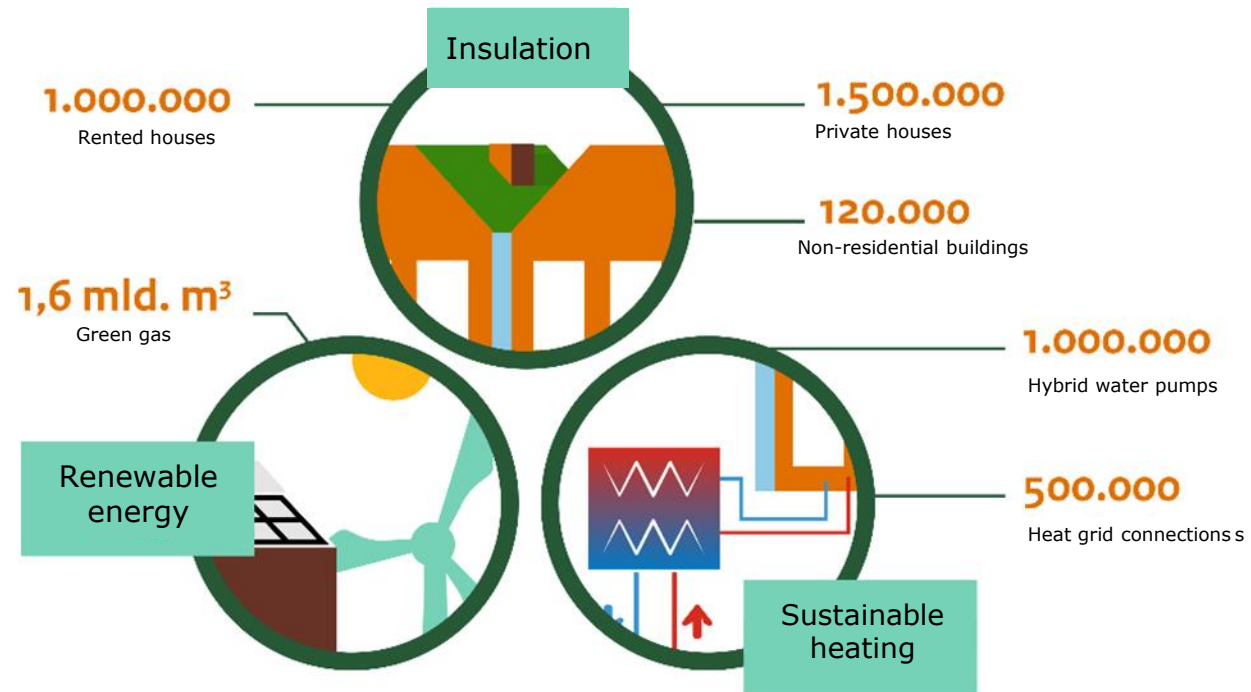 Insulation
1.000.000
Rented houses
1.500.000
Private houses
120.000
Non-residential buildings
1,6 mld. m³
Green gas
1.000.000
Hybrid water pumps
Renewable
energy
500.000
Heat grid connections s
Sustainable
heating